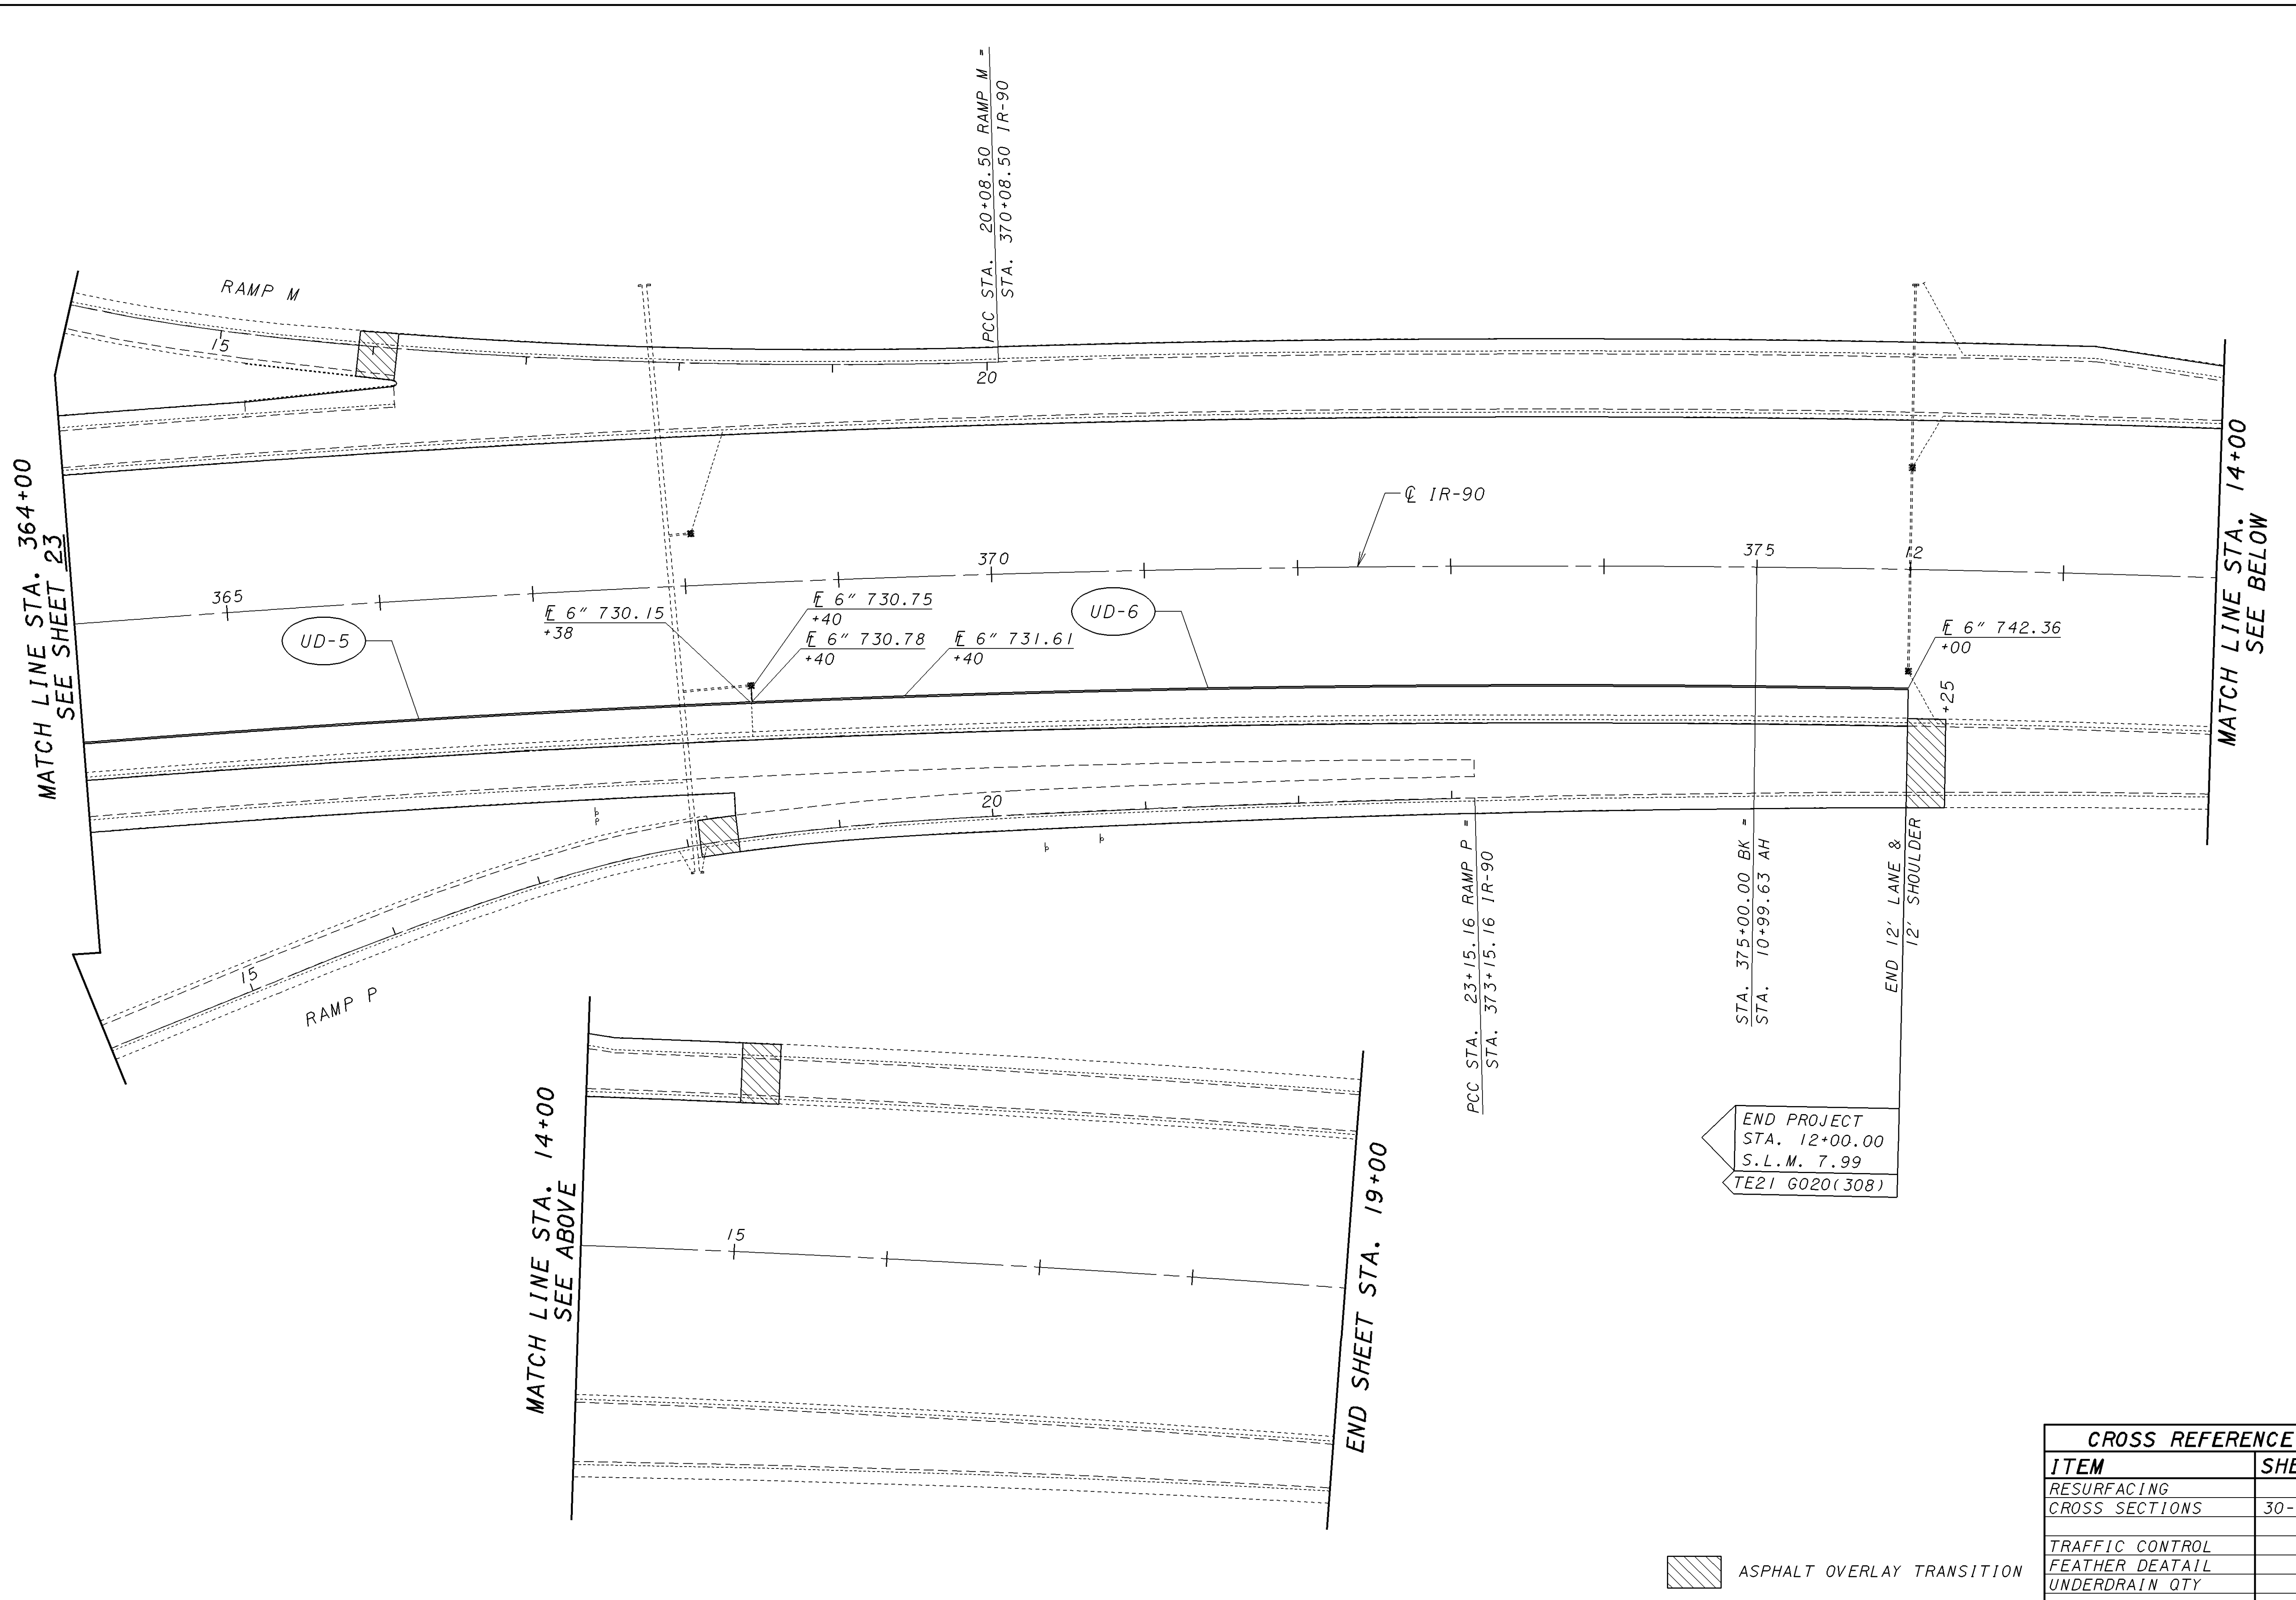 PCC STA. 20+08.50 RAMP M =
STA. 370+08.50 IR-90
RAMP M
15
20
MATCH LINE STA. 364+00
SEE SHEET 23
℄ IR-90
365
370
375
12
UD-5
6" 730.15
+38
6" 730.75
+40
6" 730.78
+40
6" 731.61
+40
UD-6
6" 742.36
+00
+25
MATCH LINE STA. 14+00
SEE BELOW
20
15
RAMP P
PCC STA. 23+15.16 RAMP P =
STA. 373+15.16 IR-90
STA. 375+00.00 BK =
STA. 10+99.63 AH
END 12' LANE &
12' SHOULDER
END PROJECT
STA. 12+00.00
S.L.M. 7.99
TE21 G020(308)
MATCH LINE STA. 14+00
SEE ABOVE
15
END SHEET STA. 19+00
ASPHALT OVERLAY TRANSITION
CROSS REFERENCE
ITEM
RESURFACING
CROSS SECTIONS 30-
TRAFFIC CONTROL
FEATHER DEATAIL
UNDERDRAIN QTY